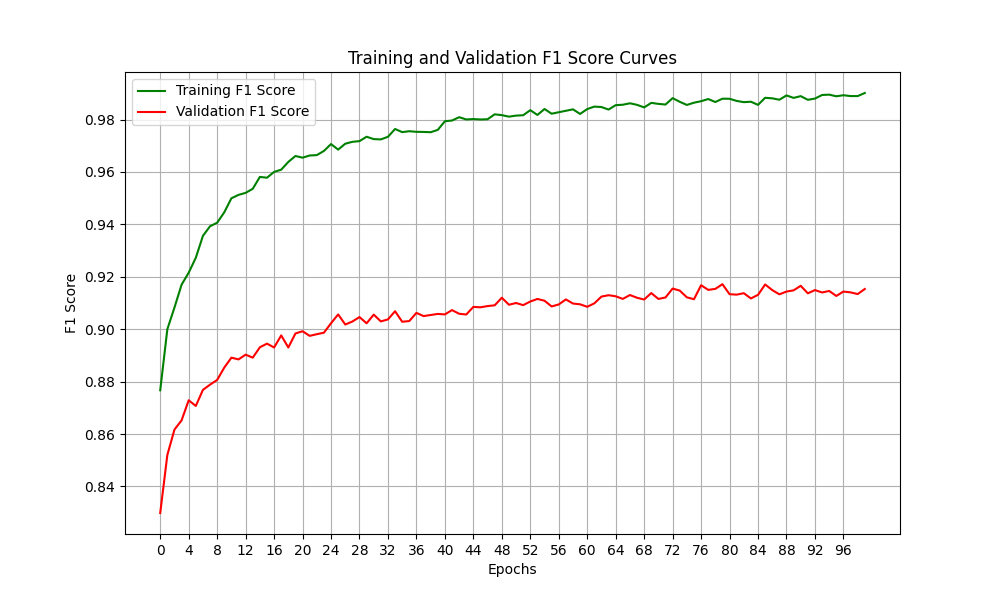 Training and Validation F1 Score Curves
Training F1 Score
Validation F1 Score
F1 Score
0.98
0.96
0.94
0.92
0.90
0.88
0.86
0.84
0 4 8 12 16 20 24 28 32 36 40 44 48 52 56 60 64 68 72 76 80 84 88 92 96
Epochs